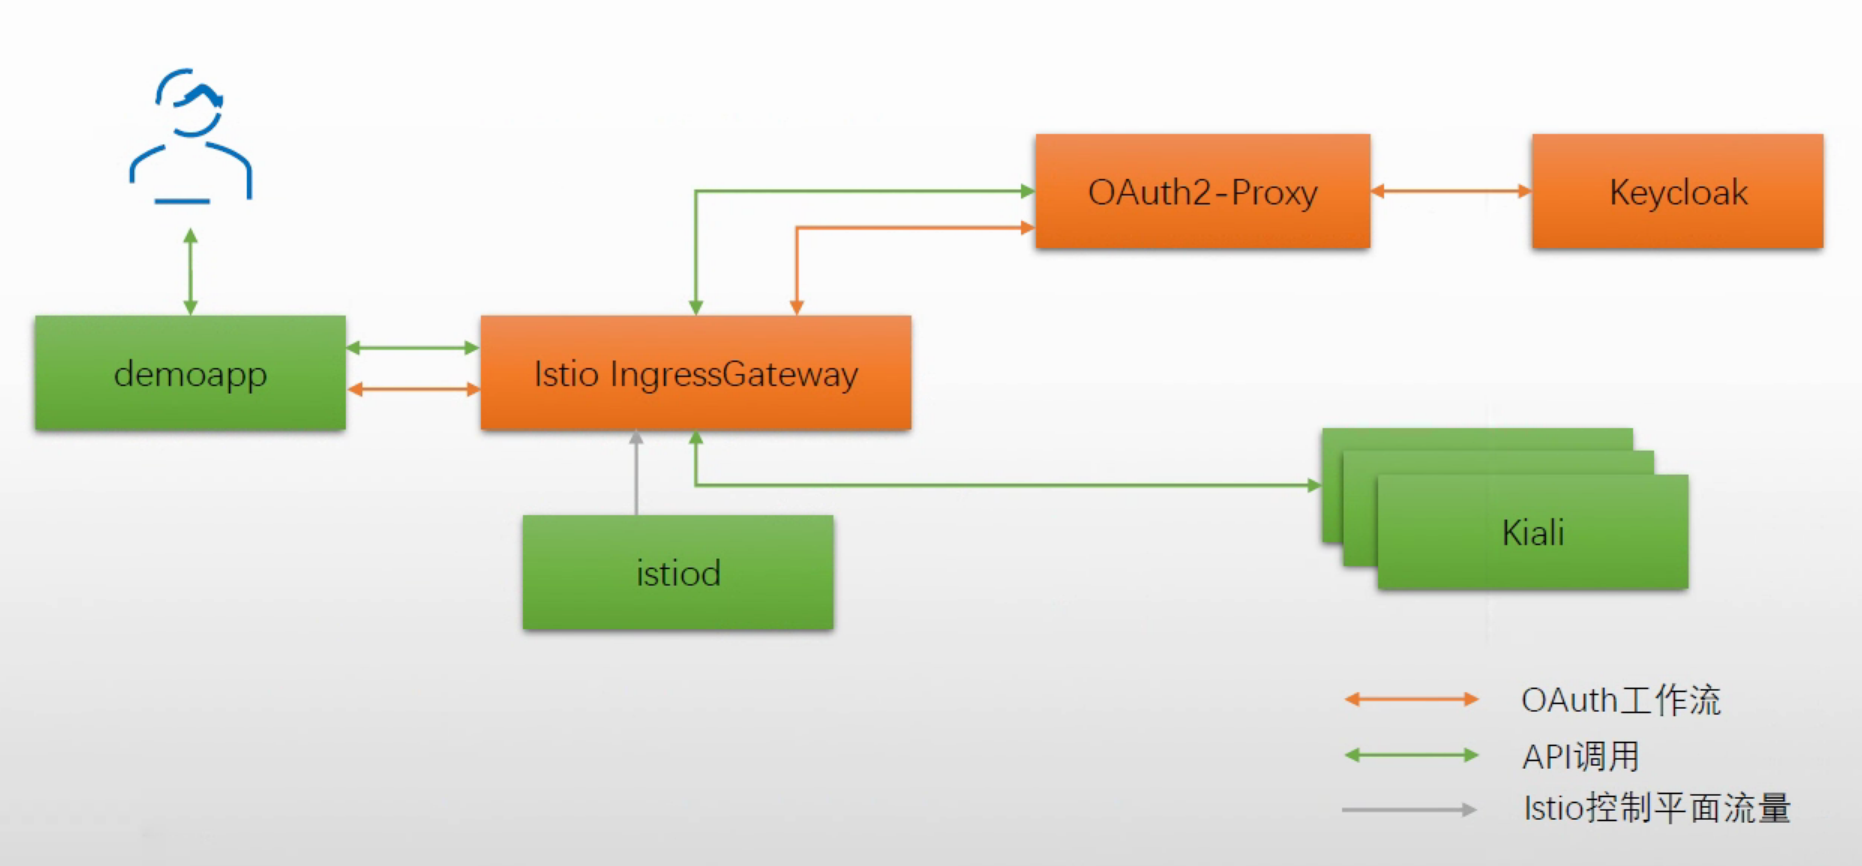 OAuth2-Proxy
Keycloak
demoapp
Istio IngressGateway
Kiali
istiod
OAuth工作流
API调用
Istio控制平面流量